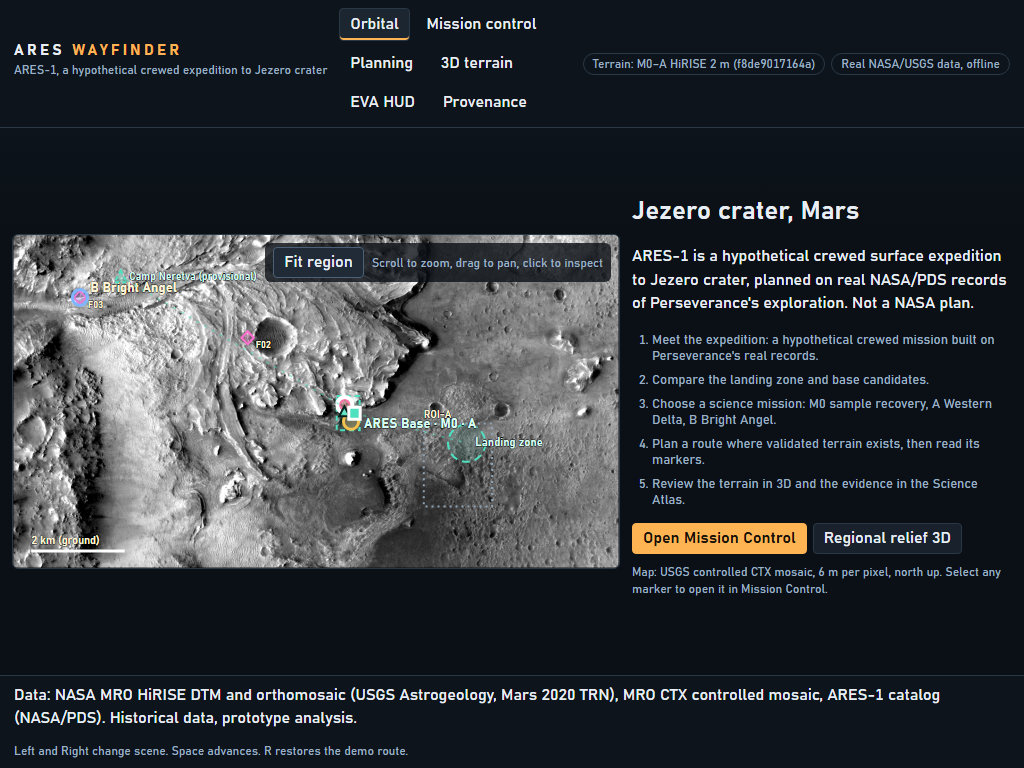 ARES WAYFINDER
ARES-1, a hypothetical crewed expedition to Jezero crater
Orbital
Mission control
Planning
3D terrain
EVA HUD
Provenance
Terrain: M0-A HiRISE 2 m (f8de9017164a)
Real NASA/USGS data, offline
Fit region
Scroll to zoom, drag to pan, click to inspect
Camp Neretva (provisional)
B Bright Angel
F03
F02
ROI-A
ARES Base · M0 · A
Landing zone
2 km (ground)
Jezero crater, Mars
ARES-1 is a hypothetical crewed surface expedition
to Jezero crater, planned on real NASA/PDS records
of Perseverance's exploration. Not a NASA plan.
1. Meet the expedition: a hypothetical crewed mission built on
Perseverance's real records.
2. Compare the landing zone and base candidates.
3. Choose a science mission: M0 sample recovery, A Western
Delta, B Bright Angel.
4. Plan a route where validated terrain exists, then read its
markers.
5. Review the terrain in 3D and the evidence in the Science
Atlas.
Open Mission Control
Regional relief 3D
Map: USGS controlled CTX mosaic, 6 m per pixel, north up. Select any
marker to open it in Mission Control.
Data: NASA MRO HiRISE DTM and orthomosaic (USGS Astrogeology, Mars 2020 TRN), MRO CTX controlled mosaic, ARES-1 catalog
(NASA/PDS). Historical data, prototype analysis.
Left and Right change scene. Space advances. R restores the demo route.